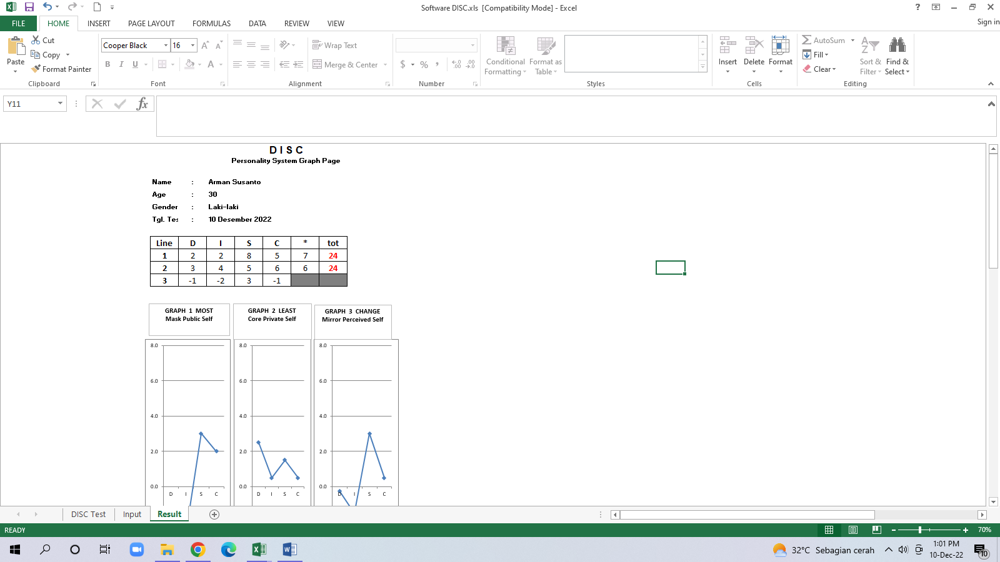 Software DISC.xls [Compatibility Mode] - Excel
?
Sign in
FILE HOME INSERT PAGE LAYOUT FORMULAS DATA REVIEW VIEW
Paste
Cut
Copy
Format Painter
Clipboard
Cooper Black 16
B I U A
Font
Wrap Text
Merge & Center
Alignment
$ % ,
Number
Conditional Formatting
Format as Table
Styles
Insert Delete Format
Cells
AutoSum
Fill
Clear
Sort & Filter
Find & Select
Editing
Y11
fx
D I S C
Personality System Graph Page
Name : Arman Susanto
Age : 30
Gender : Laki-laki
Tgl. Tes : 10 Desember 2022
Line D I S C * tot
1 2 2 8 5 7 24
2 3 4 5 6 6 24
3 -1 -2 3 -1
GRAPH 1 MOST
Mask Public Self
GRAPH 2 LEAST
Core Private Self
GRAPH 3 CHANGE
Mirror Perceived Self
8.0 8.0 8.0
6.0 6.0 6.0
4.0 4.0 4.0
2.0 2.0 2.0
0.0 0.0 0.0
D I S C D I S C D I S C
DISC Test Input Result
READY
70%
32°C Sebagian cerah
1:01 PM
10-Dec-22
10